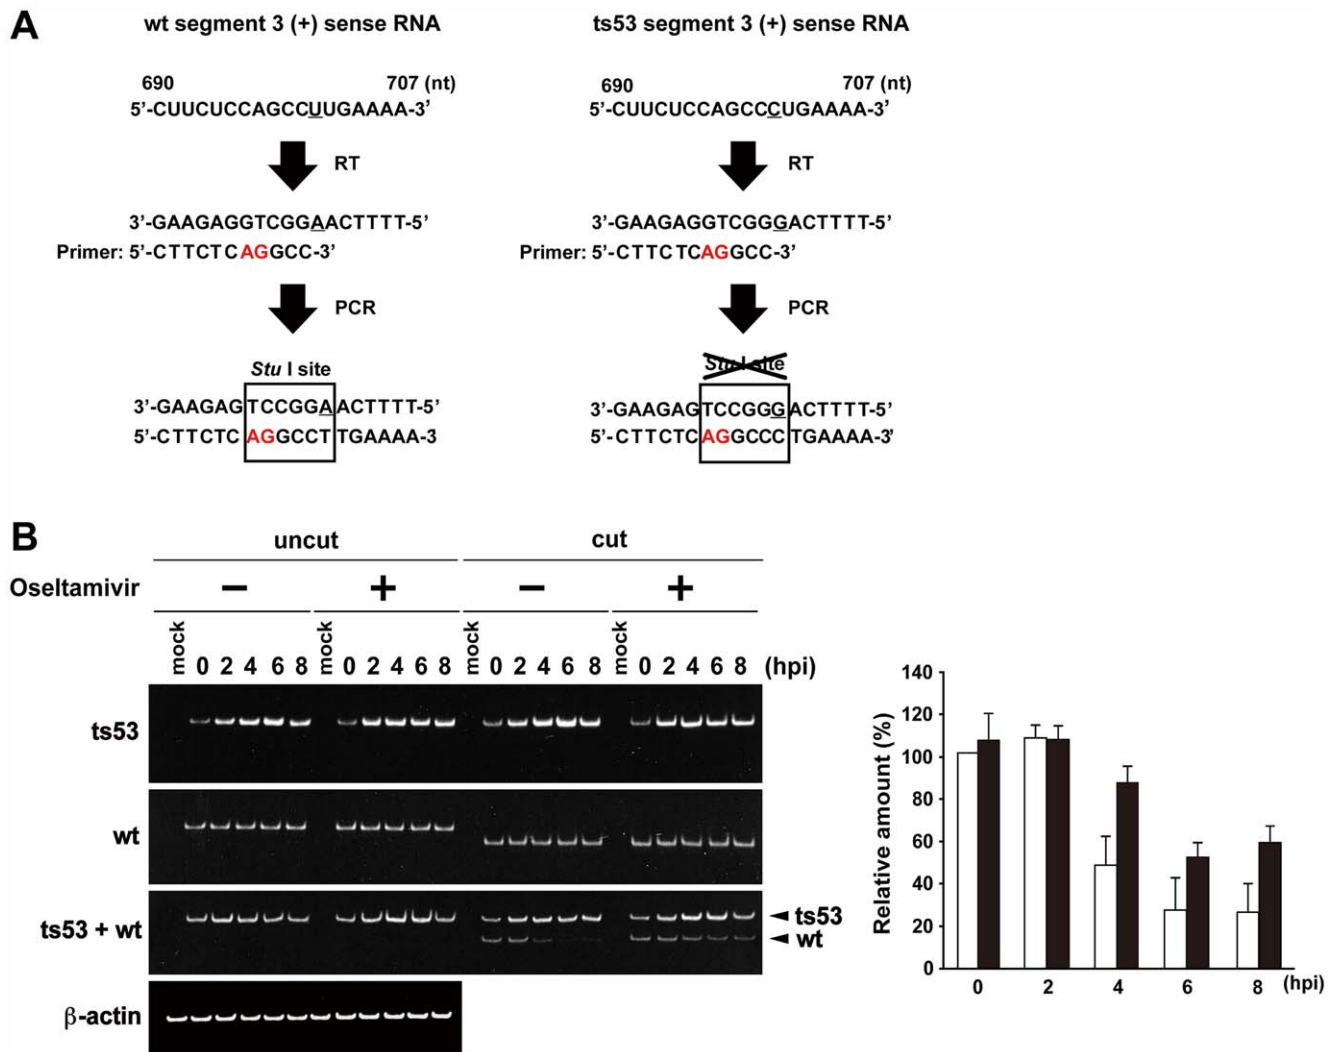 A
wt segment 3 (+) sense RNA
ts53 segment 3 (+) sense RNA
690 707 (nt)
690 707 (nt)
5’-CUUCUCCAGCCUUGAAAA-3’
5’-CUUCUCCAGCCCUGAAAA-3’
RT
RT
3’-GAAGAGGTCGGAACTTTT-5’
3’-GAAGAGGTCGGGACTTTT-5’
Primer: 5’-CTTCTCAGGCC-3’
Primer: 5’-CTTCTCAGGCC-3’
PCR
PCR
Stu I site
Stu I site
3’-GAAGAGTCCGGAACTTTT-5’
3’-GAAGAGTCCGGGACTTTT-5’
5’-CTTCTCAGGCCTTGAAAA-3
5’-CTTCTCAGGCCCTGAAAA-3’
B
uncut cut
Oseltamivir − + − +
mock 0 2 4 6 8 mock 0 2 4 6 8 mock 0 2 4 6 8 mock 0 2 4 6 8 (hpi)
ts53
wt
ts53 + wt
ts53
wt
β-actin
Relative amount (%)
140
120
100
80
60
40
20
0
0 2 4 6 8 (hpi)